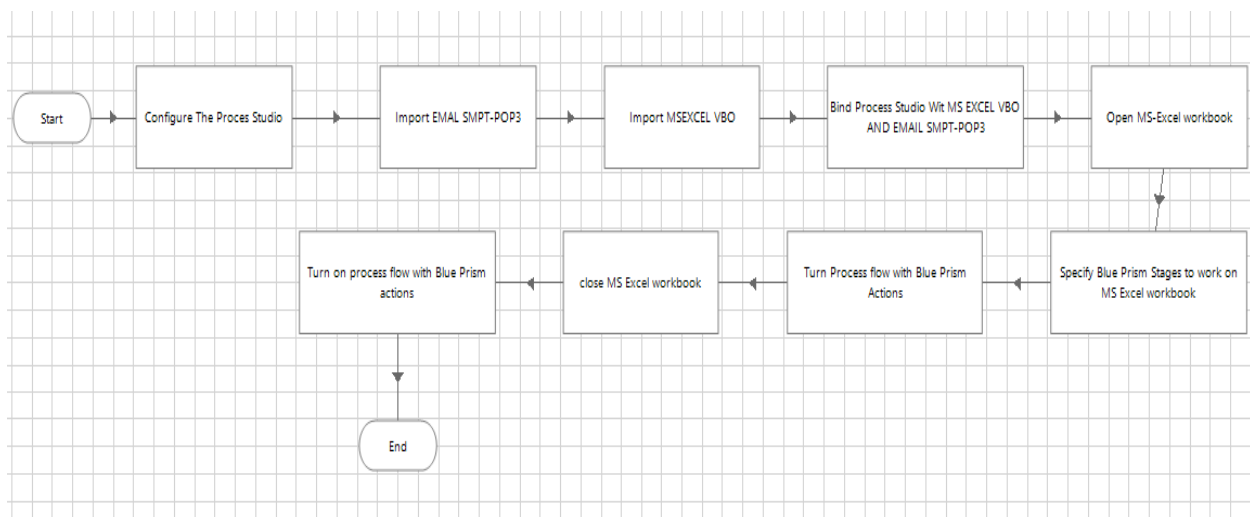 Start
Configure The Proces Studio
Import EMAL SMPT-POP3
Import MSEXCEL VBO
Bind Process Studio Wit MS EXCEL VBO
AND EMAIL SMPT-POP3
Open MS-Excel workbook
Specify Blue Prism Stages to work on
MS Excel workbook
Turn Process flow with Blue Prism
Actions
close MS Excel workbook
Turn on process flow with Blue Prism
actions
End